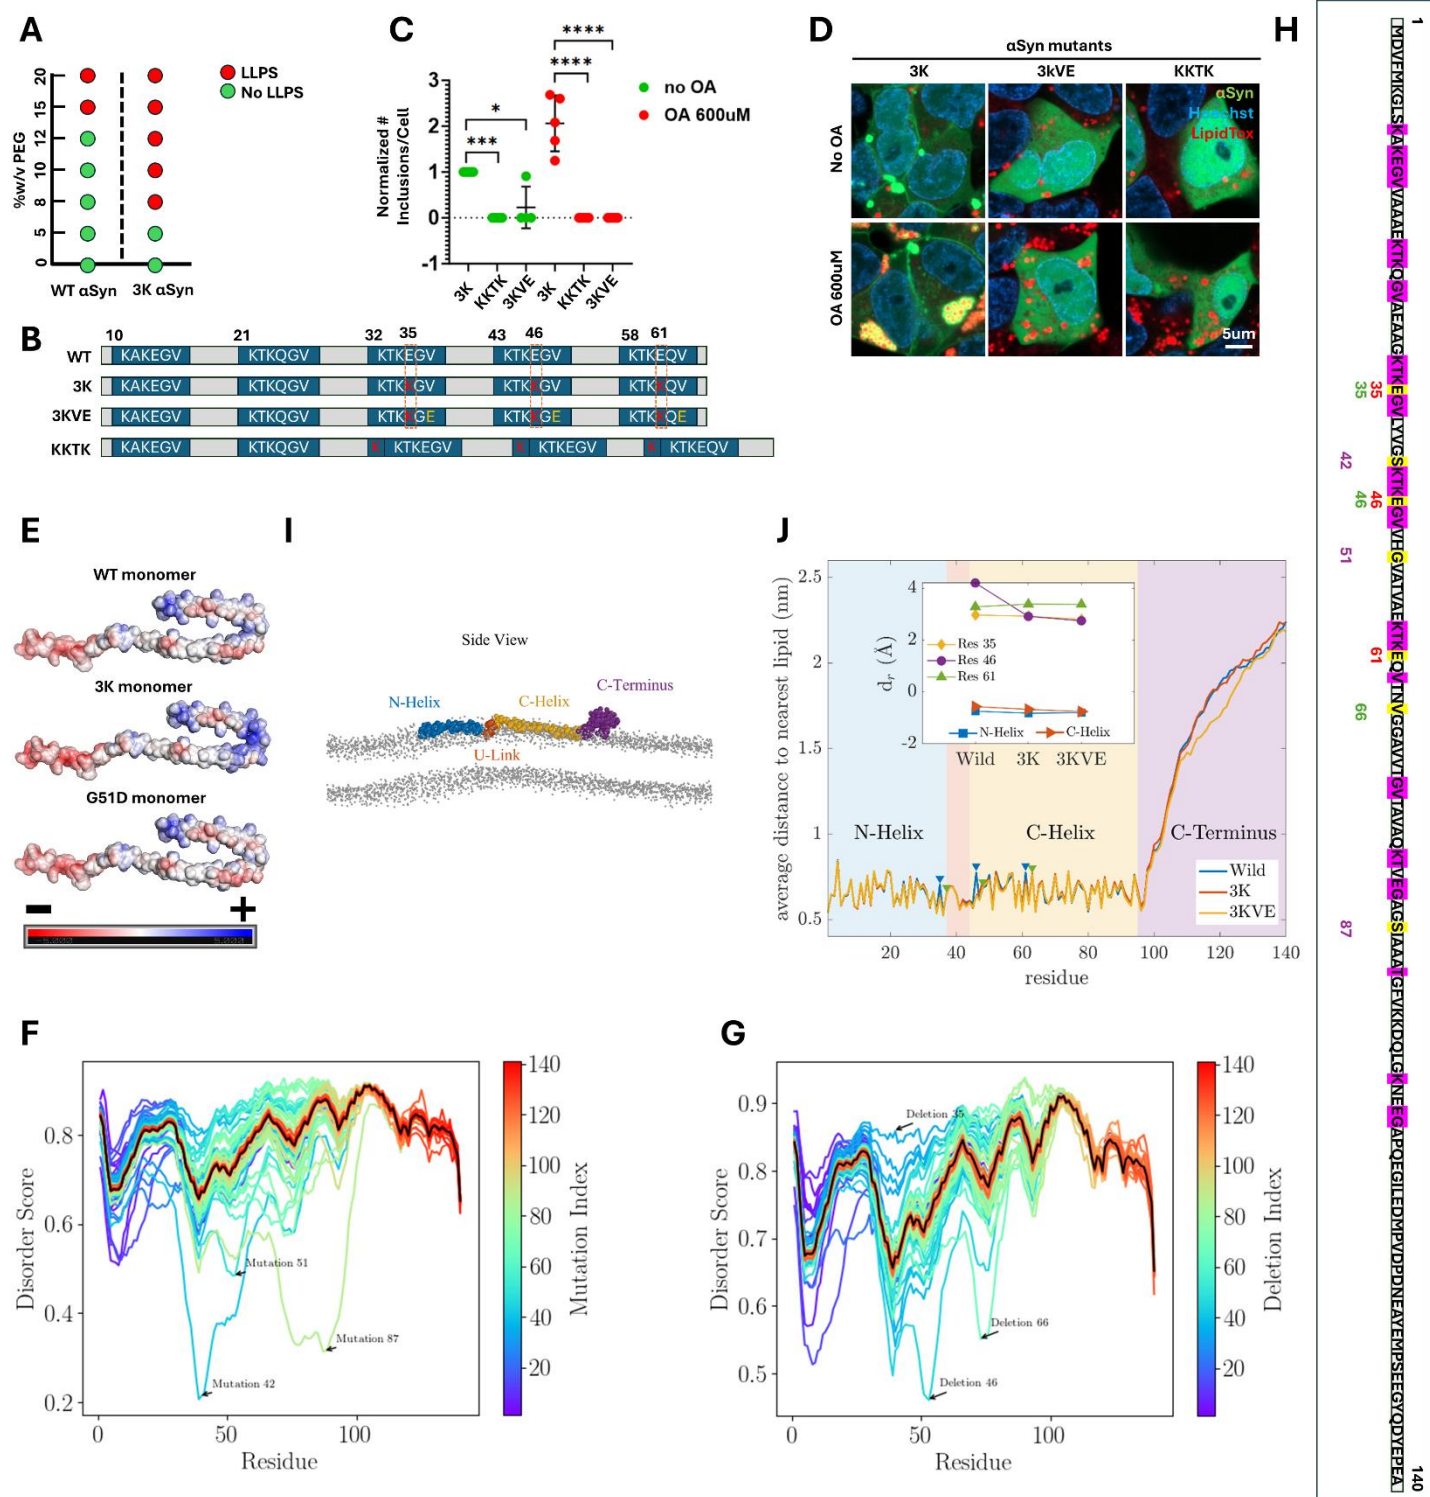 A
%w/v PEG
20
15
12
10
8
5
0
WT αSyn
3K αSyn
LLPS
No LLPS
C
Normalized #
Inclusions/Cell
3
2
1
0
-1
*
***
****
****
3K
KKTK
3KVE
3K
KKTK
3KVE
no OA
OA 600uM
D
αSyn mutants
3K
3kVE
KKTK
No OA
OA 600uM
αSyn
Hoechst
LipidTox
5um
B
10
21
32
35
43
46
58
61
WT
KAKEGV
KTKQGV
KTKEGV
KTKEGV
KTKEQV
3K
KAKEGV
KTKQGV
KTKKGV
KTKKGV
KTKKQV
3KVE
KAKEGV
KTKQGV
KTKKGE
KTKKGE
KTKKQE
KKTK
KAKEGV
KTKQGV
K KTKEGV
K KTKEGV
K KTKEQV
E
WT monomer
3K monomer
G51D monomer
−
+
-5.000
5.000
I
Side View
N-Helix
C-Helix
C-Terminus
U-Link
J
average distance to nearest lipid (nm)
2.5
2
1.5
1
0.5
20
40
60
80
100
120
140
residue
N-Helix
C-Helix
C-Terminus
Wild
3K
3KVE
dr (Å)
4
2
0
-2
Res 35
Res 46
Res 61
N-Helix
C-Helix
Wild
3K
3KVE
F
Disorder Score
0.8
0.6
0.4
0.2
0
50
100
Residue
Mutation 51
Mutation 87
Mutation 42
140
120
100
80
60
40
20
Mutation Index
G
Disorder Score
0.9
0.8
0.7
0.6
0.5
0
50
100
Residue
Deletion 35
Deletion 66
Deletion 46
140
120
100
80
60
40
20
Deletion Index
H
1
MDVFMKGLSKAKEGVVAAAEKTKQGVAEAAGKTKEGVLYVGSKTKEGVVHGVATVAEKTKEQVTNVGGAVVTGVTAVAQKTVEGAGSIAAATGFVKKDQLGKNEEGAPQEGILEDMPVDPDNEAYEMPSEEGYQDYEPEA
140
35
35
42
46
46
51
61
66
87